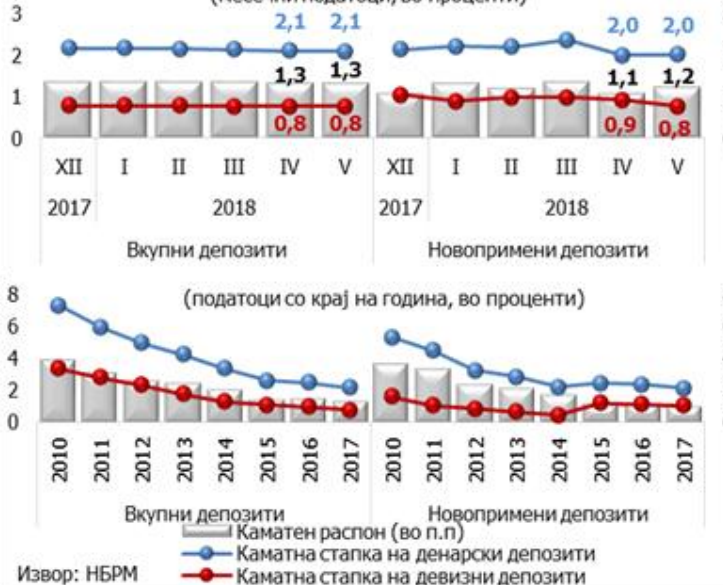 (месечни податоци, во проценти)
3
2
1
0
2,1 2,1
1,3 1,3
0,8 0,8
2,0 2,0
1,1 1,2
0,9 0,8
XII I II III IV V XII I II III IV V
2017 2018 2017 2018
Вкупни депозити Новопримени депозити
(податоци со крај на година, во проценти)
8
6
4
2
0
2010 2011 2012 2013 2014 2015 2016 2017 2010 2011 2012 2013 2014 2015 2016 2017
Вкупни депозити Новопримени депозити
Каматен распон (во п.п)
Каматна стапка на денарски депозити
Каматна стапка на девизни депозити
Извор: НБРМ